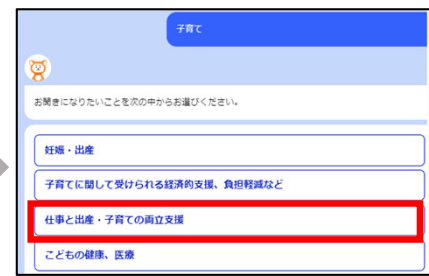 子育て
お聞きになりたいことを次の中からお選びください。
妊娠・出産
子育てに関して受けられる経済的支援、負担軽減など
仕事と出産・子育ての両立支援
こどもの健康、医療